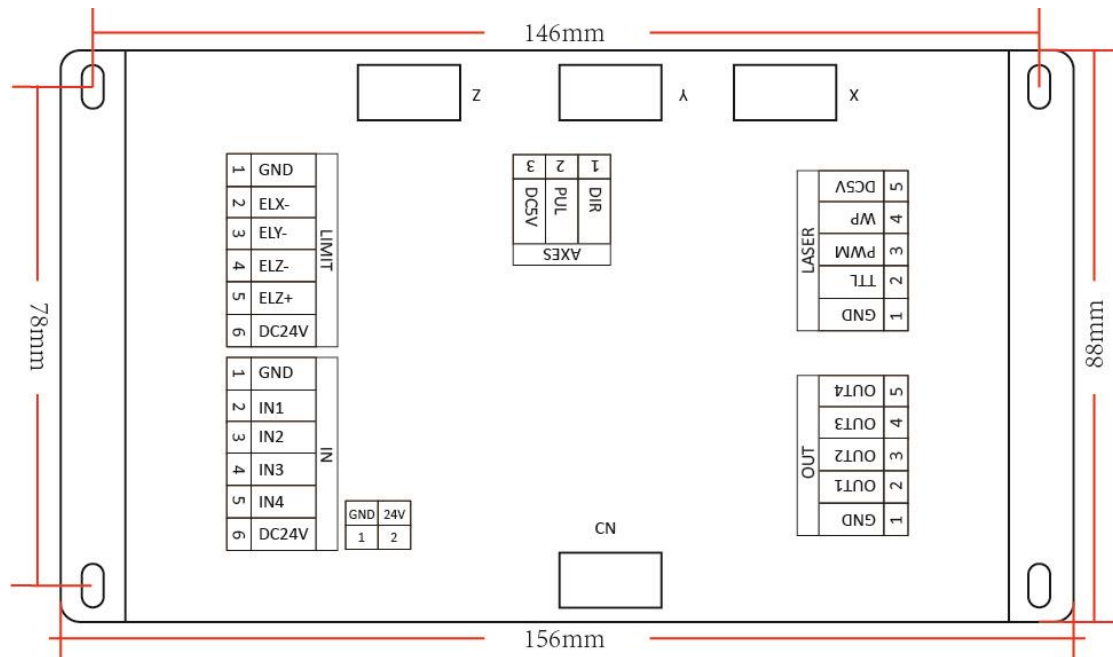 146mm
Z
Y
X
1 GND
2 ELX-
3 ELY-
4 ELZ-
5 ELZ+
6 DC24V
LIMIT
3 2 1
DC5V PUL DIR
AXES
LASER
DC5V 5
WP 4
PWM 3
TTL 2
GND 1
78mm
88mm
1 GND
2 IN1
3 IN2
4 IN3
5 IN4
6 DC24V
IN
GND 24V
1 2
OUT
OUT4 5
OUT3 4
OUT2 3
OUT1 2
GND 1
CN
156mm